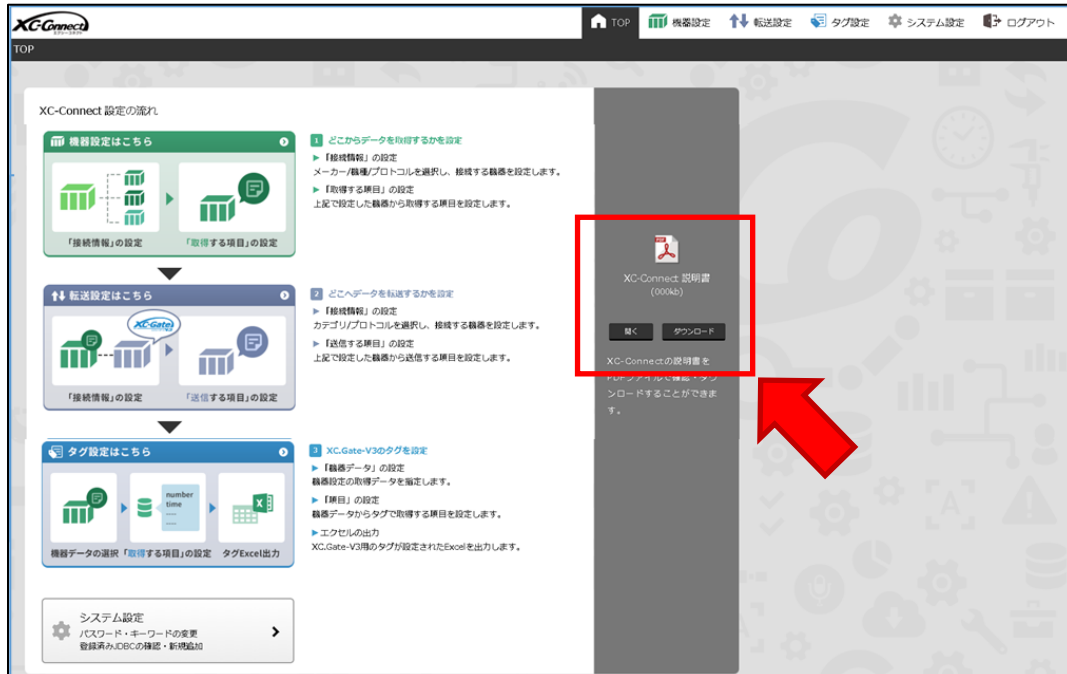 XC-Connect
エクシーコネクト
TOP
機器設定
転送設定
タグ設定
システム設定
ログアウト
TOP
XC-Connect 設定の流れ
機器設定はこちら
「接続情報」の設定
「取得する項目」の設定
1 どこからデータを取得するかを設定
▶ 「接続情報」の設定
メーカー/機種/プロトコルを選択し、接続する機器を設定します。
▶ 「取得する項目」の設定
上記で設定した機器から取得する項目を設定します。
転送設定はこちら
XC-Gate
「接続情報」の設定
「送信する項目」の設定
2 どこへデータを転送するかを設定
▶ 「接続情報」の設定
カテゴリ/プロトコルを選択し、接続する機器を設定します。
▶ 「送信する項目」の設定
上記で設定した機器から送信する項目を設定します。
タグ設定はこちら
number
time
機器データの選択
「取得する項目」の設定
タグExcel出力
3 XC.Gate-V3のタグを設定
▶ 「機器データ」の設定
機器設定の取得データを指定します。
▶ 「項目」の設定
機器データからタグで取得する項目を設定します。
▶ エクセルの出力
XC.Gate-V3用のタグが設定されたExcelを出力します。
システム設定
パスワード・キーワードの変更
登録済みJDBCの確認・新規追加
PDF
XC-Connect 説明書
(000kb)
開く
ダウンロード
XC-Connectの説明書を
PDFファイルで確認・ダウ
ンロードすることができま
す。